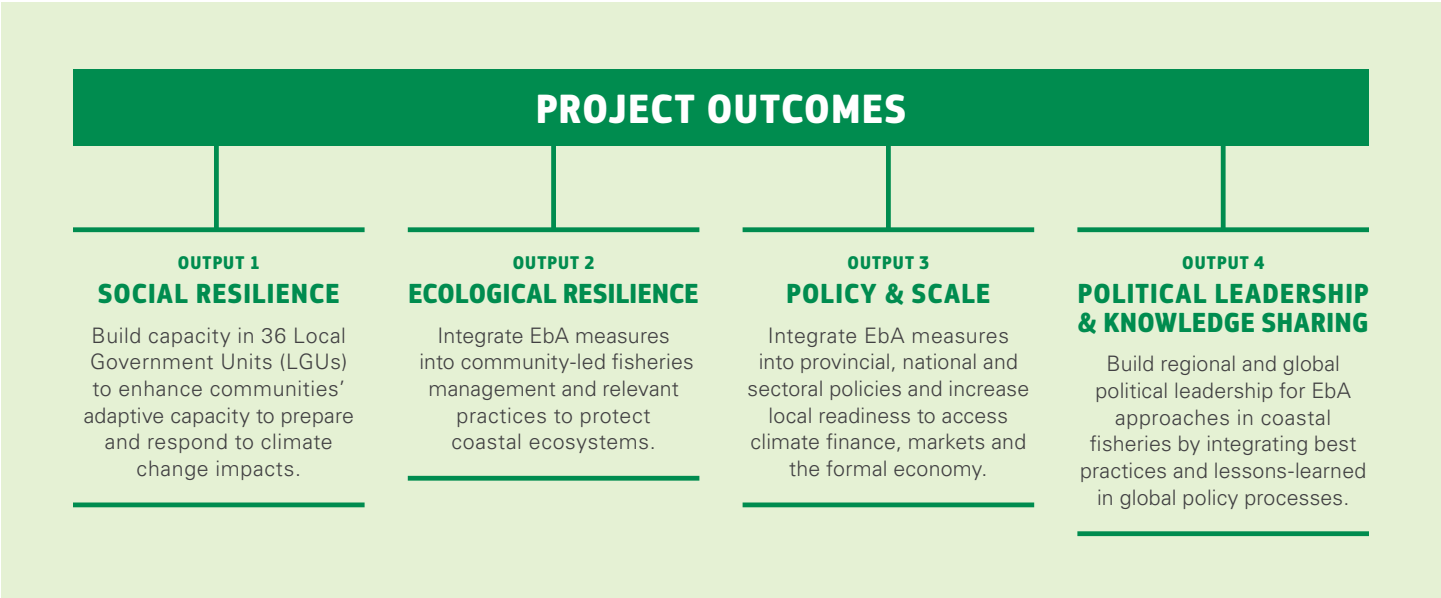 PROJECT OUTCOMES
OUTPUT 1
SOCIAL RESILIENCE
Build capacity in 36 Local
Government Units (LGUs)
to enhance communities’
adaptive capacity to prepare
and respond to climate
change impacts.
OUTPUT 2
ECOLOGICAL RESILIENCE
Integrate EbA measures
into community-led fisheries
management and relevant
practices to protect
coastal ecosystems.
OUTPUT 3
POLICY & SCALE
Integrate EbA measures
into provincial, national and
sectoral policies and increase
local readiness to access
climate finance, markets and
the formal economy.
OUTPUT 4
POLITICAL LEADERSHIP
& KNOWLEDGE SHARING
Build regional and global
political leadership for EbA
approaches in coastal
fisheries by integrating best
practices and lessons-learned
in global policy processes.